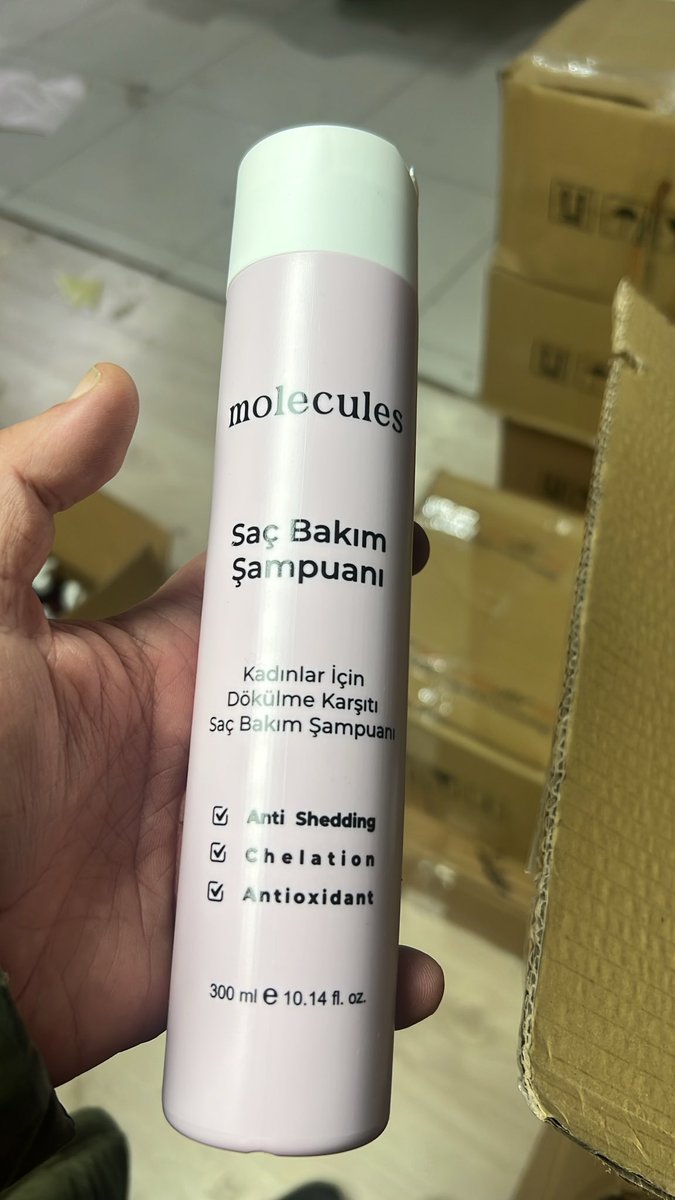 molecules
Saç Bakım
Şampuanı
Kadınlar İçin
Dökülme Karşıtı
Saç Bakım Şampuanı
Anti Shedding
Chelation
Antioxidant
300 ml ℮ 10.14 fl. oz.